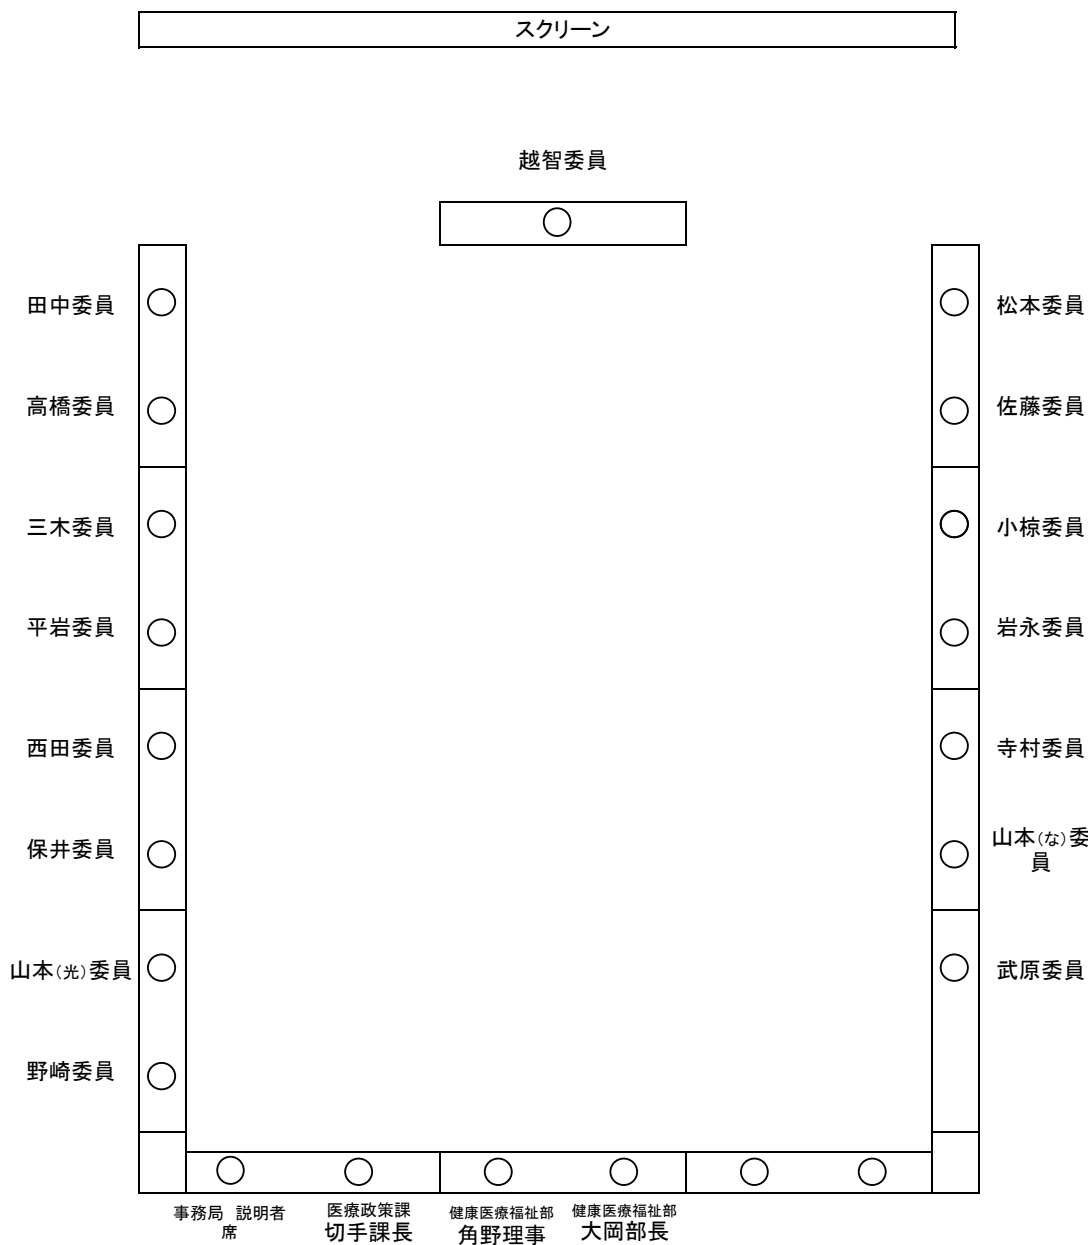 スクリーン
越智委員
田中委員
松本委員
高橋委員
佐藤委員
三木委員
小椋委員
平岩委員
岩永委員
西田委員
寺村委員
保井委員
山本(な)委
員
山本(光)委員
武原委員
野崎委員
事務局　説明者
席
医療政策課
切手課長
健康医療福祉部
角野理事
健康医療福祉部
大岡部長